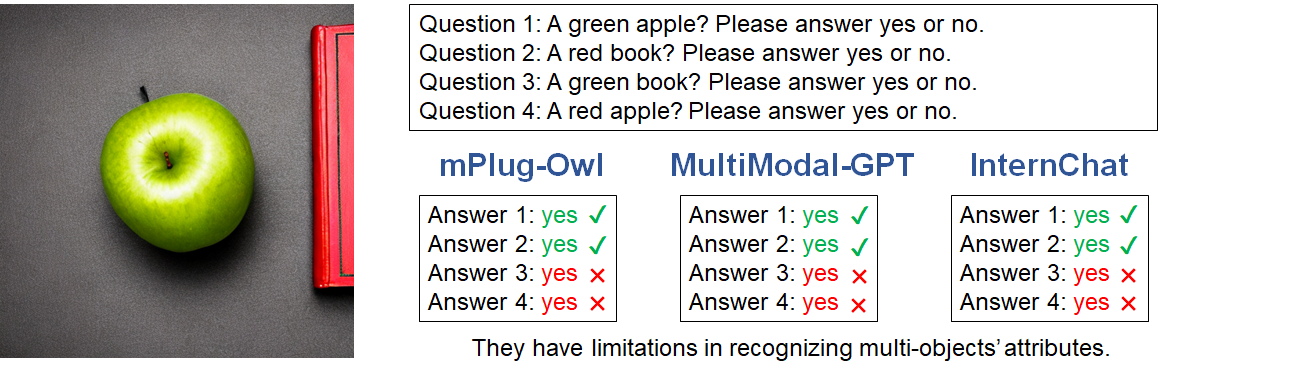 Question 1: A green apple? Please answer yes or no.
Question 2: A red book? Please answer yes or no.
Question 3: A green book? Please answer yes or no.
Question 4: A red apple? Please answer yes or no.
mPlug-Owl
MultiModal-GPT
InternChat
Answer 1: yes ✓
Answer 2: yes ✓
Answer 3: yes ✗
Answer 4: yes ✗
Answer 1: yes ✓
Answer 2: yes ✓
Answer 3: yes ✗
Answer 4: yes ✗
Answer 1: yes ✓
Answer 2: yes ✓
Answer 3: yes ✗
Answer 4: yes ✗
They have limitations in recognizing multi-objects' attributes.